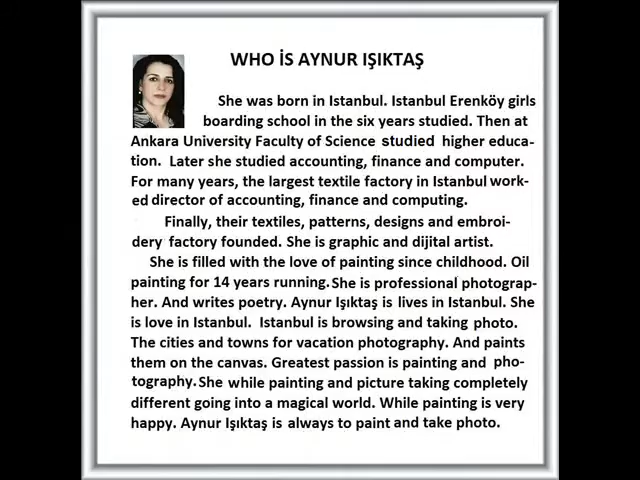 WHO İS AYNUR IŞIKTAŞ
She was born in Istanbul. Istanbul Erenköy girls
boarding school in the six years studied. Then at
Ankara University Faculty of Science studied higher educa-
tion. Later she studied accounting, finance and computer.
For many years, the largest textile factory in Istanbul work-
ed director of accounting, finance and computing.
Finally, their textiles, patterns, designs and embroi-
dery factory founded. She is graphic and dijital artist.
She is filled with the love of painting since childhood. Oil
painting for 14 years running. She is professional photograp-
her. And writes poetry. Aynur Işıktaş is lives in Istanbul. She
is love in Istanbul. Istanbul is browsing and taking photo.
The cities and towns for vacation photography. And paints
them on the canvas. Greatest passion is painting and pho-
tography. She while painting and picture taking completely
different going into a magical world. While painting is very
happy. Aynur Işıktaş is always to paint and take photo.